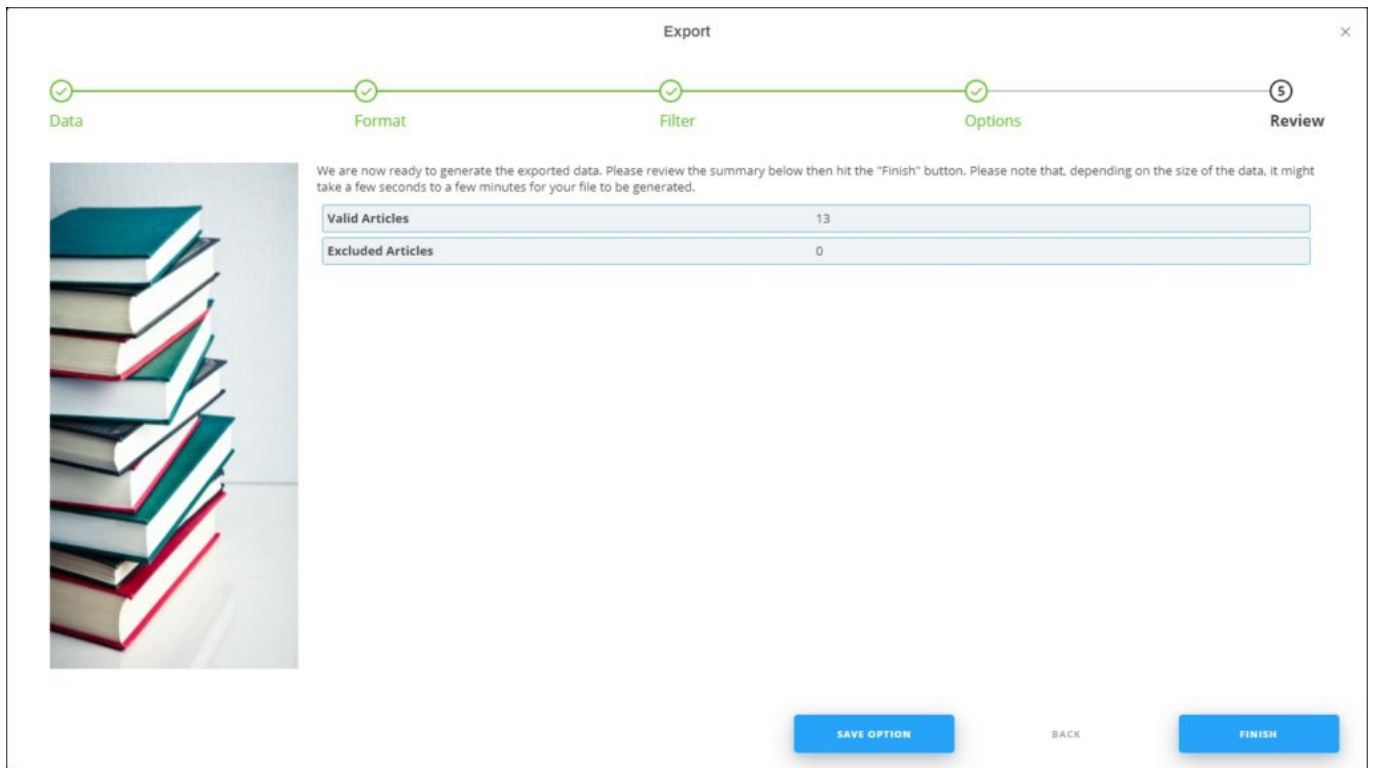 Export
Data
Format
Filter
Options
5
Review
We are now ready to generate the exported data. Please review the summary below then hit the "Finish" button. Please note that, depending on the size of the data, it might
take a few seconds to a few minutes for your file to be generated.
Valid Articles 13
Excluded Articles 0
SAVE OPTION BACK FINISH